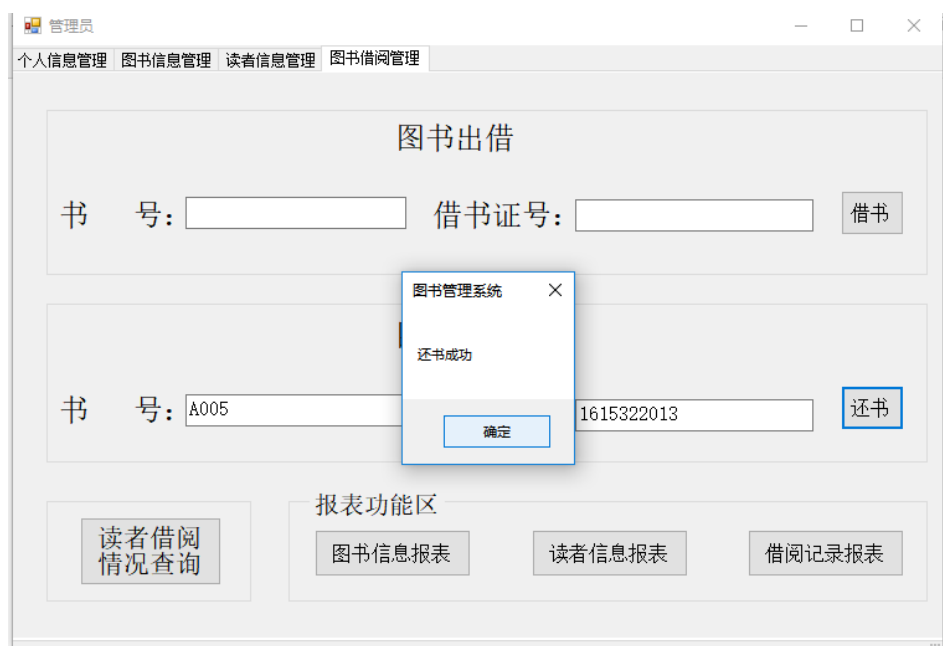 管理员
个人信息管理 图书信息管理 读者信息管理 图书借阅管理
图书出借
书 号: 借书证号: 借书
图书管理系统
还书成功
书 号: A005 1615322013 还书
确定
报表功能区
读者借阅
情况查询
图书信息报表 读者信息报表 借阅记录报表